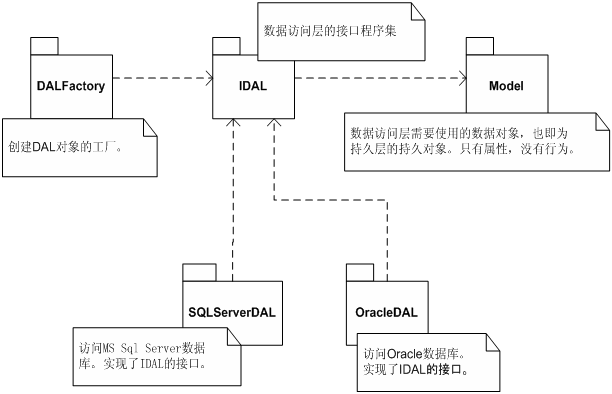 数据访问层的接口程序集
DALFactory
IDAL
Model
创建DAL对象的工厂。
数据访问层需要使用的数据对象，也即为
持久层的持久对象。只有属性，没有行为。
SQLServerDAL
OracleDAL
访问MS Sql Server数据
库。实现了IDAL的接口。
访问Oracle数据库。
实现了IDAL的接口。